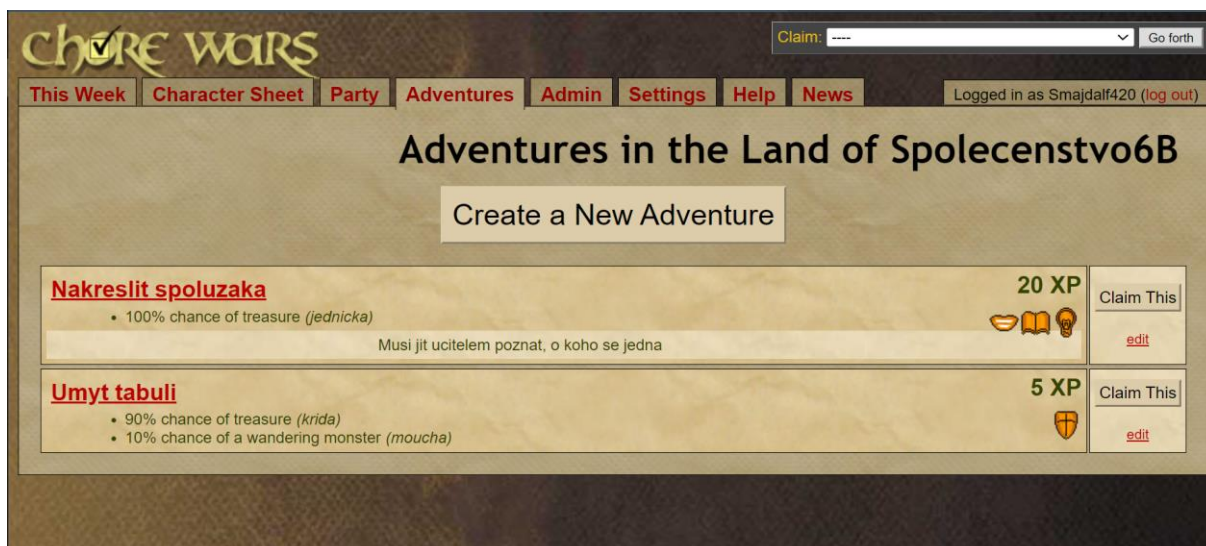 Chore Wars
Claim: ---- Go forth
This Week Character Sheet Party Adventures Admin Settings Help News Logged in as Smajdalf420 (log out)
Adventures in the Land of Spolecenstvo6B
Create a New Adventure
Nakreslit spoluzaka 20 XP Claim This
• 100% chance of treasure (jednicka)
Musi jit ucitelem poznat, o koho se jedna edit
Umyt tabuli 5 XP Claim This
• 90% chance of treasure (krida)
• 10% chance of a wandering monster (moucha) edit